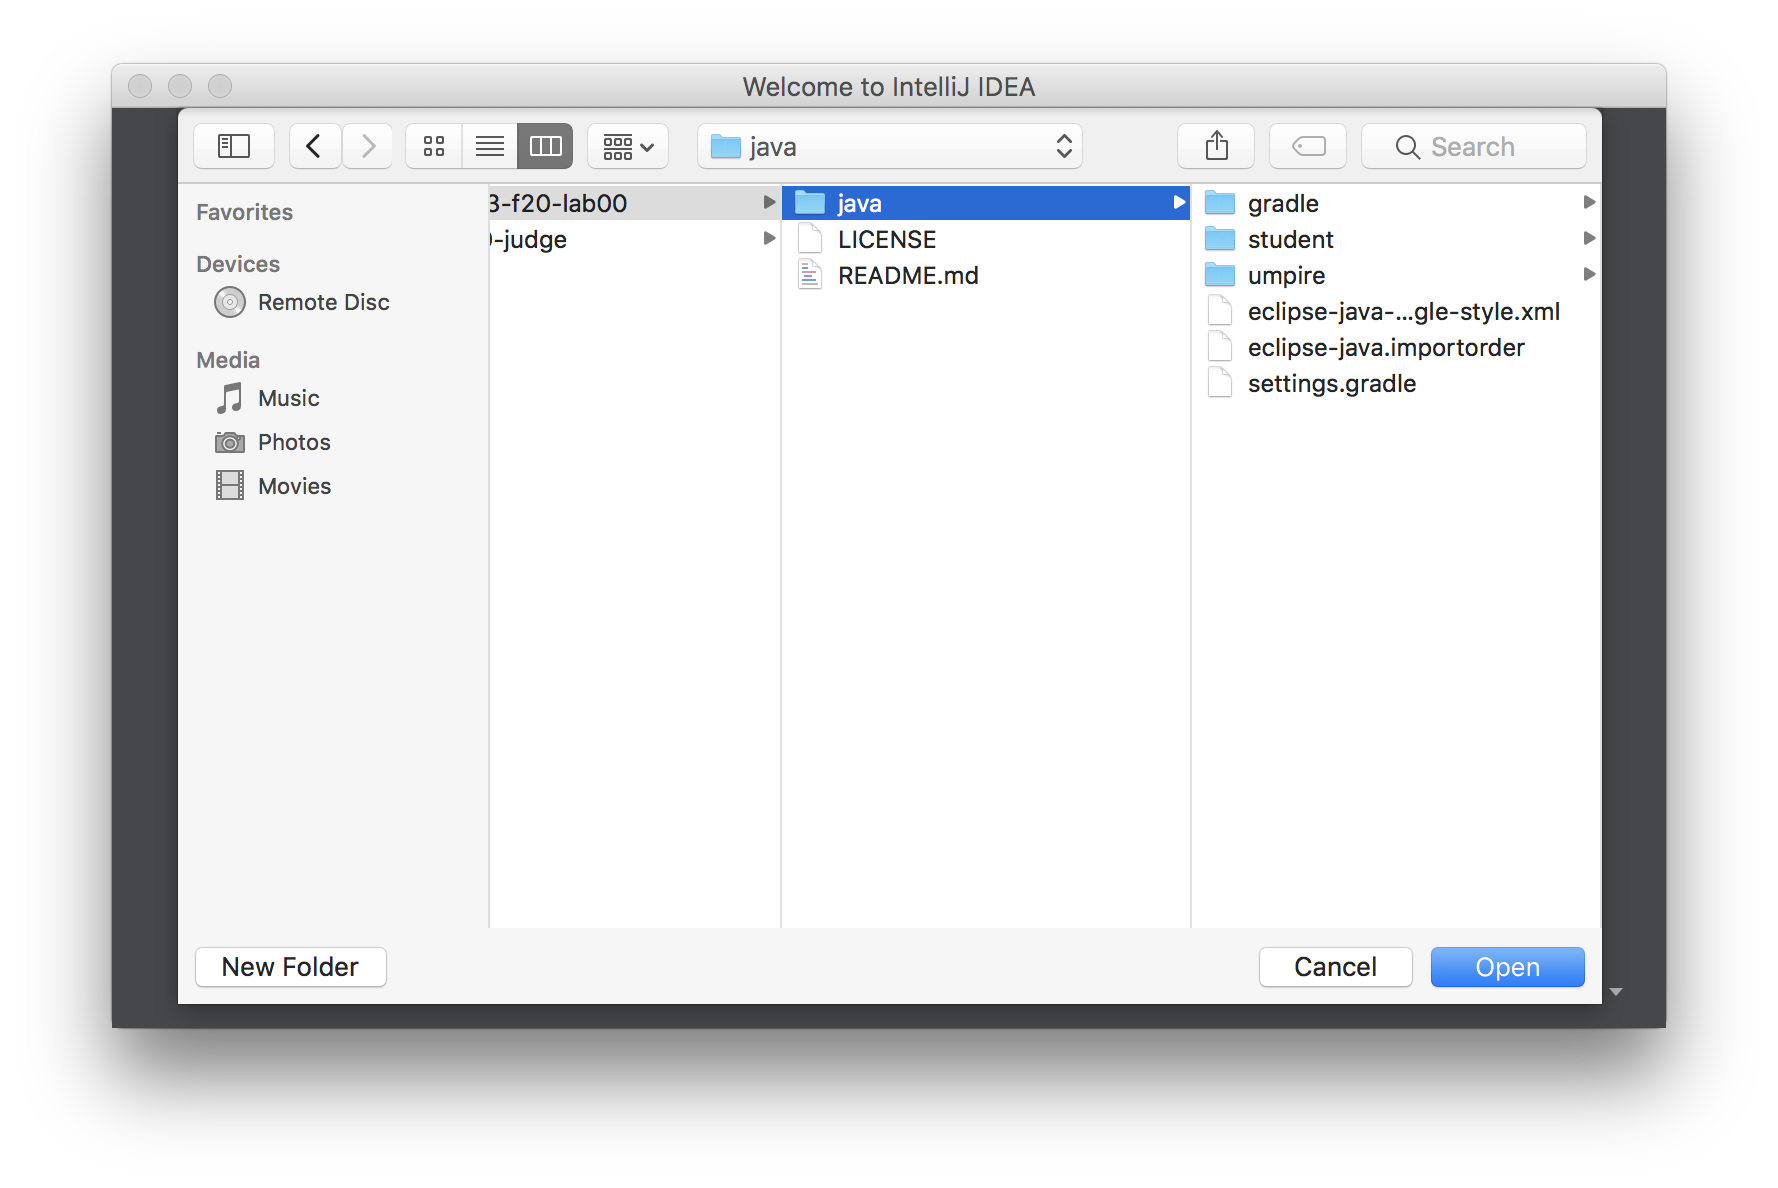 Welcome to IntelliJ IDEA
java
Search
Favorites
Devices
Remote Disc
Media
Music
Photos
Movies
3-f20-lab00
-judge
java
LICENSE
README.md
gradle
student
umpire
eclipse-java-...gle-style.xml
eclipse-java.importorder
settings.gradle
New Folder
Cancel
Open